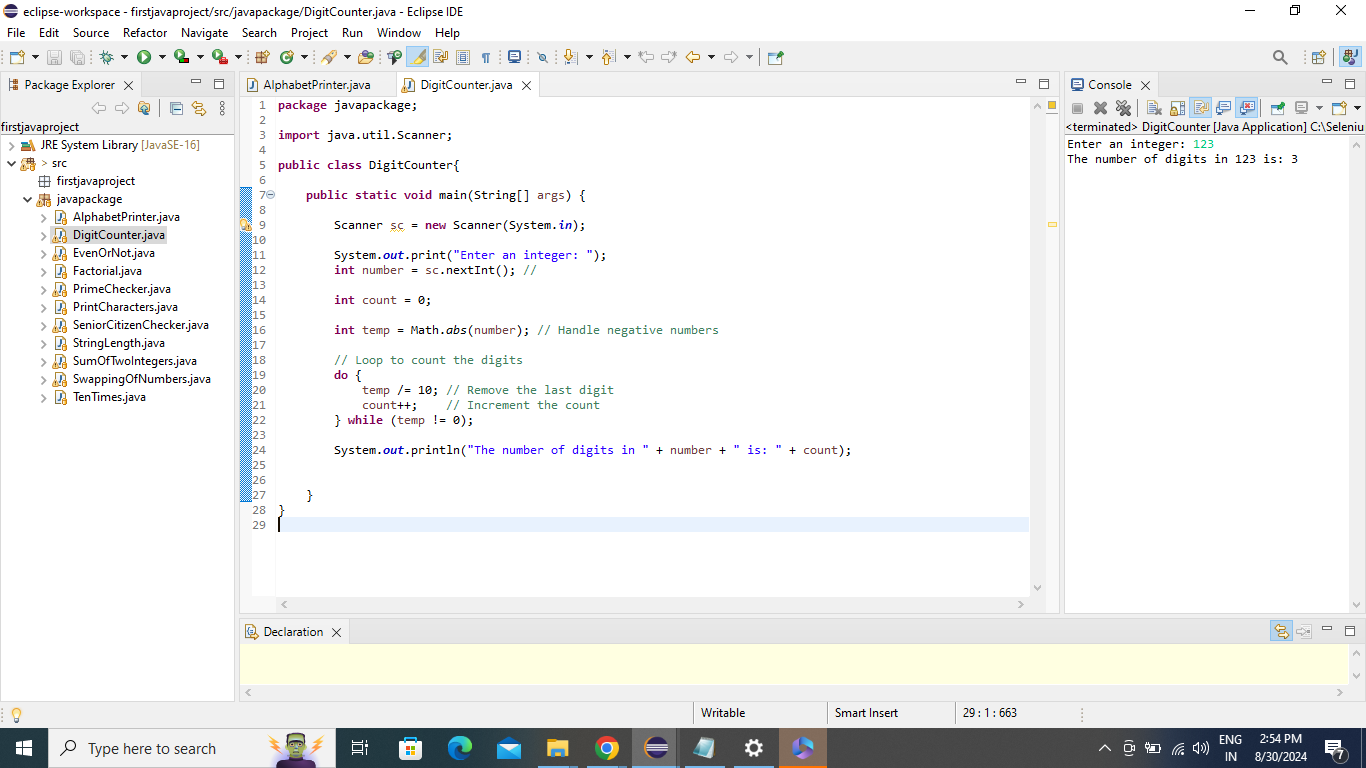 eclipse-workspace - firstjavaproject/src/javapackage/DigitCounter.java - Eclipse IDE
File Edit Source Refactor Navigate Search Project Run Window Help
Package Explorer
firstjavaproject
JRE System Library [JavaSE-16]
> src
firstjavaproject
javapackage
AlphabetPrinter.java
DigitCounter.java
EvenOrNot.java
Factorial.java
PrimeChecker.java
PrintCharacters.java
SeniorCitizenChecker.java
StringLength.java
SumOfTwoIntegers.java
SwappingOfNumbers.java
TenTimes.java
AlphabetPrinter.java DigitCounter.java
1 package javapackage;
2
3 import java.util.Scanner;
4
5 public class DigitCounter{
6
7 public static void main(String[] args) {
8
9 Scanner sc = new Scanner(System.in);
10
11 System.out.print("Enter an integer: ");
12 int number = sc.nextInt(); //
13
14 int count = 0;
15
16 int temp = Math.abs(number); // Handle negative numbers
17
18 // Loop to count the digits
19 do {
20 temp /= 10; // Remove the last digit
21 count++; // Increment the count
22 } while (temp != 0);
23
24 System.out.println("The number of digits in " + number + " is: " + count);
25
26
27 }
28 }
29
Console
<terminated> DigitCounter [Java Application] C:\Seleniu
Enter an integer: 123
The number of digits in 123 is: 3
Declaration
Writable Smart Insert 29 : 1 : 663
Type here to search
ENG
IN
2:54 PM
8/30/2024
7